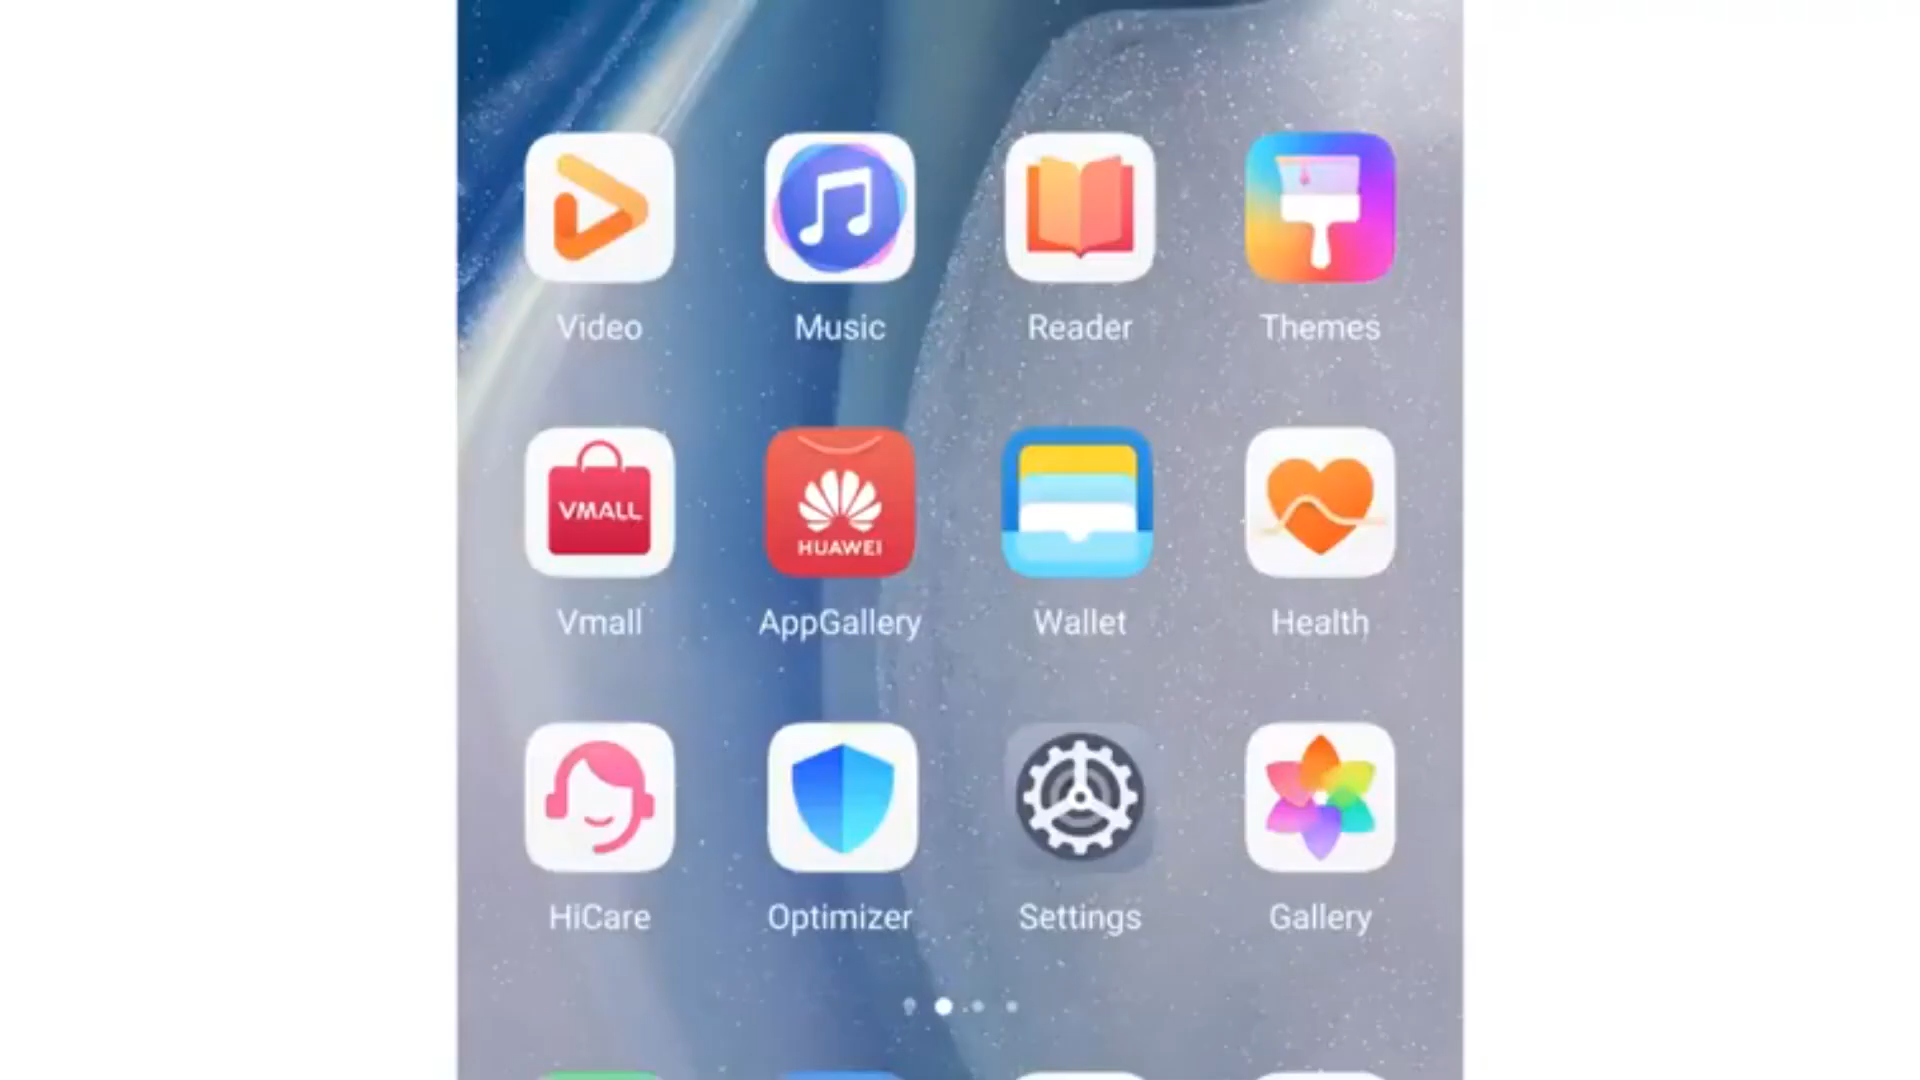 Video Music Reader Themes
VMALL
HUAWEI
Vmall AppGallery Wallet Health
HiCare Optimizer Settings Gallery